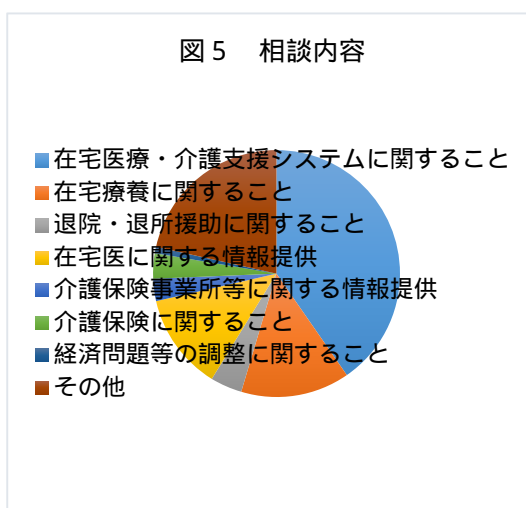 図５　相談内容
在宅医療・介護支援システムに関すること
在宅療養に関すること
退院・退所援助に関すること
在宅医に関する情報提供
介護保険事業所等に関する情報提供
介護保険に関すること
経済問題等の調整に関すること
その他